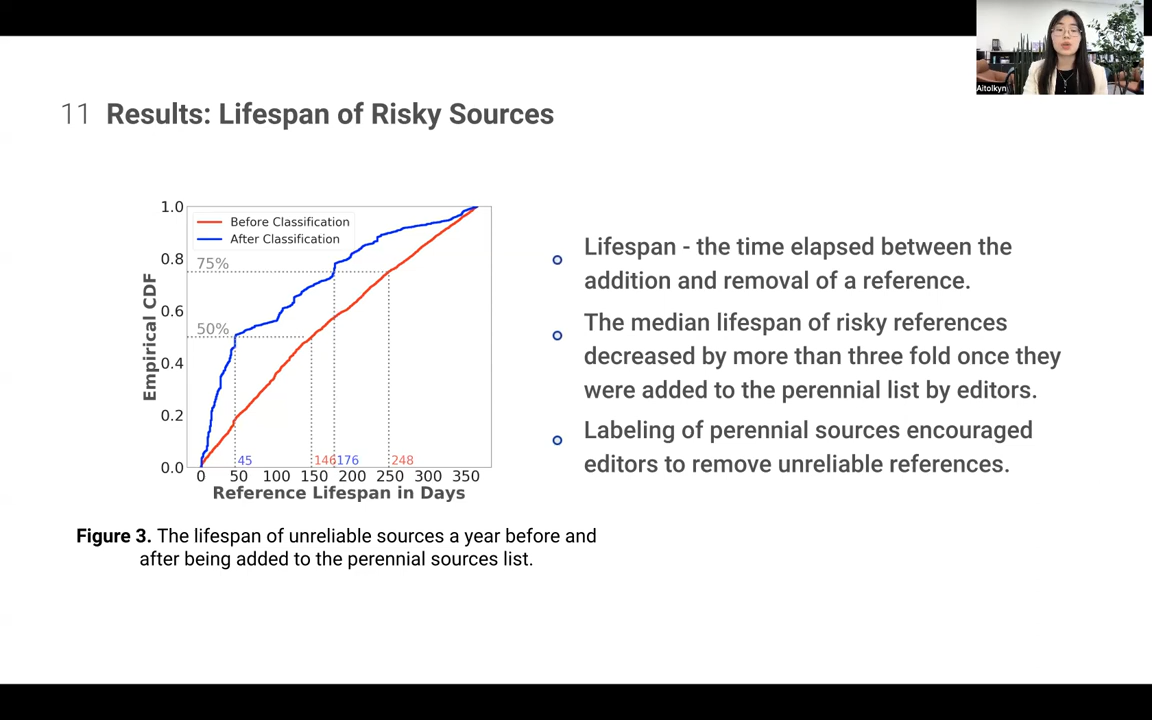 11 Results: Lifespan of Risky Sources
Aitolkyn
1.0
0.8
0.6
0.4
0.2
0.0
Empirical CDF
Before Classification
After Classification
75%
50%
45
146
176
248
0 50 100 150 200 250 300 350
Reference Lifespan in Days
Figure 3. The lifespan of unreliable sources a year before and
after being added to the perennial sources list.
Lifespan - the time elapsed between the
addition and removal of a reference.
The median lifespan of risky references
decreased by more than three fold once they
were added to the perennial list by editors.
Labeling of perennial sources encouraged
editors to remove unreliable references.